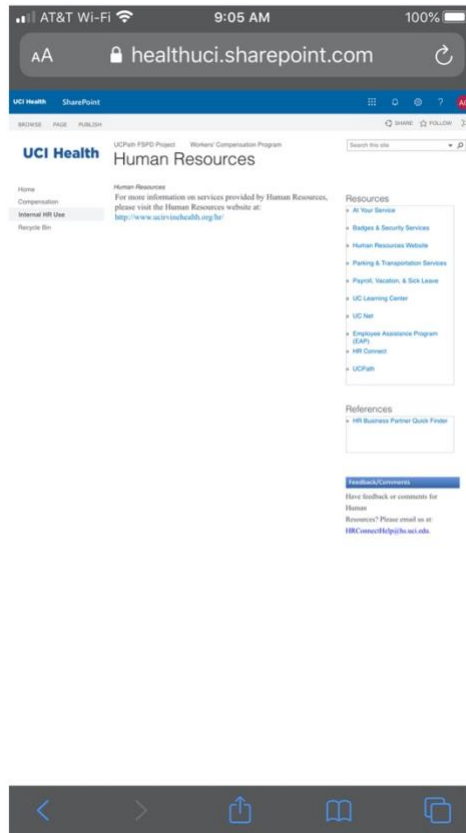 AT&T Wi-Fi 9:05 AM 100%
AA healthuci.sharepoint.com
UCI Health SharePoint ? AI
BROWSE PAGE PUBLISH SHARE FOLLOW
UCI Health
UCPath FSPD Project Workers' Compensation Program
Human Resources
Search this site
Home
Compensation
Internal HR Use
Recycle Bin
Human Resources
For more information on services provided by Human Resources,
please visit the Human Resources website at:
http://www.ucirvinehealth.org/hr/
Resources
At Your Service
Badges & Security Services
Human Resources Website
Parking & Transportation Services
Payroll, Vacation, & Sick Leave
UC Learning Center
UC Net
Employee Assistance Program
(EAP)
HR Connect
UCPath
References
HR Business Partner Quick Finder
Feedback/Comments
Have feedback or comments for
Human
Resources? Please email us at:
HRConnectHelp@hs.uci.edu